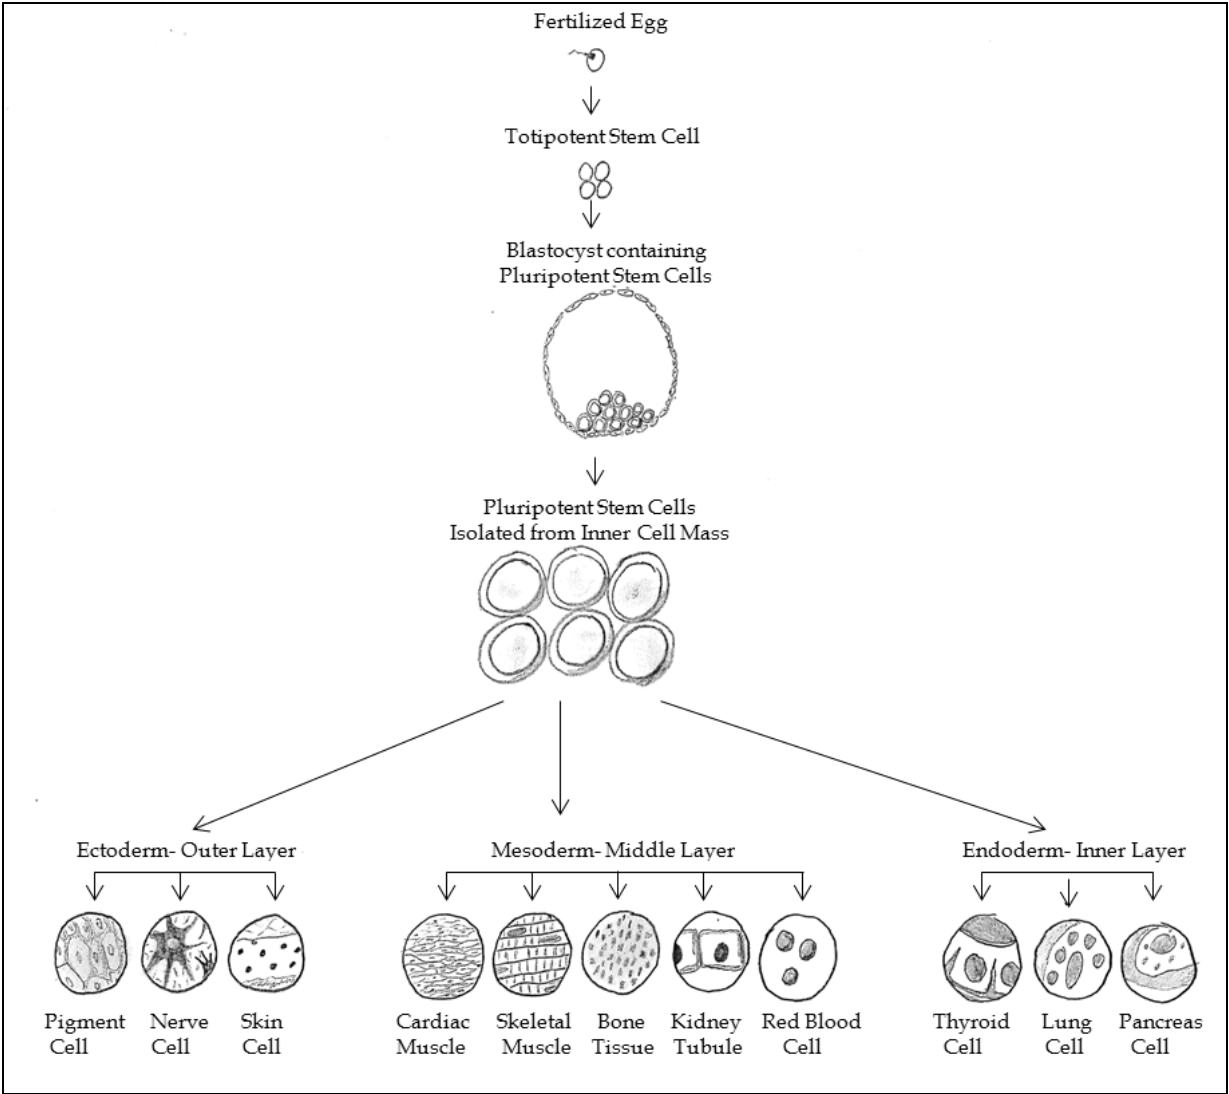 Fertilized Egg
Totipotent Stem Cell
Blastocyst containing
Pluripotent Stem Cells
Pluripotent Stem Cells
Isolated from Inner Cell Mass
Ectoderm- Outer Layer
Mesoderm- Middle Layer
Endoderm- Inner Layer
Pigment
Cell
Nerve
Cell
Skin
Cell
Cardiac
Muscle
Skeletal
Muscle
Bone
Tissue
Kidney
Tubule
Red Blood
Cell
Thyroid
Cell
Lung
Cell
Pancreas
Cell